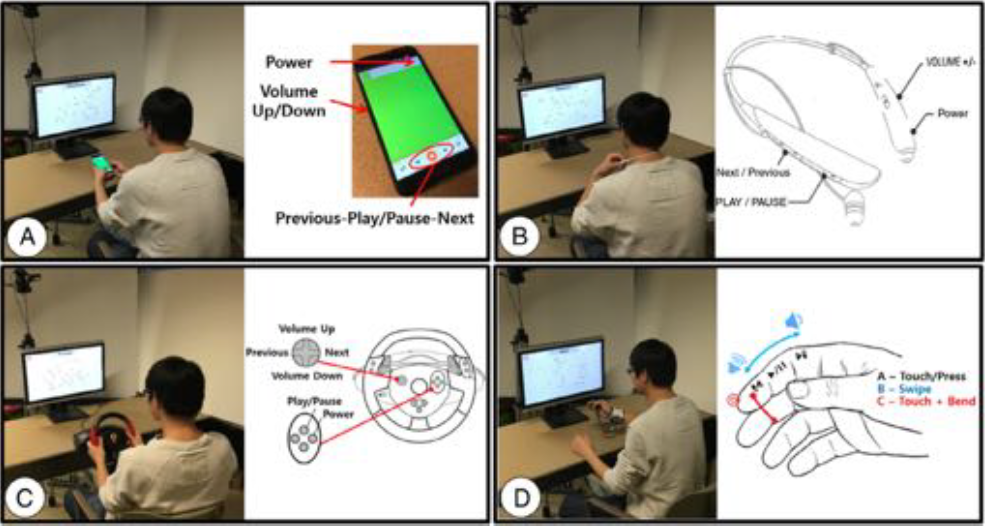 Power
Volume
Up/Down
Previous-Play/Pause-Next
A
VOLUME +/-
Power
Next / Previous
PLAY / PAUSE
B
Volume Up
Previous
Next
Volume Down
Play/Pause
Power
C
A – Touch/Press
B – Swipe
C – Touch + Bend
D